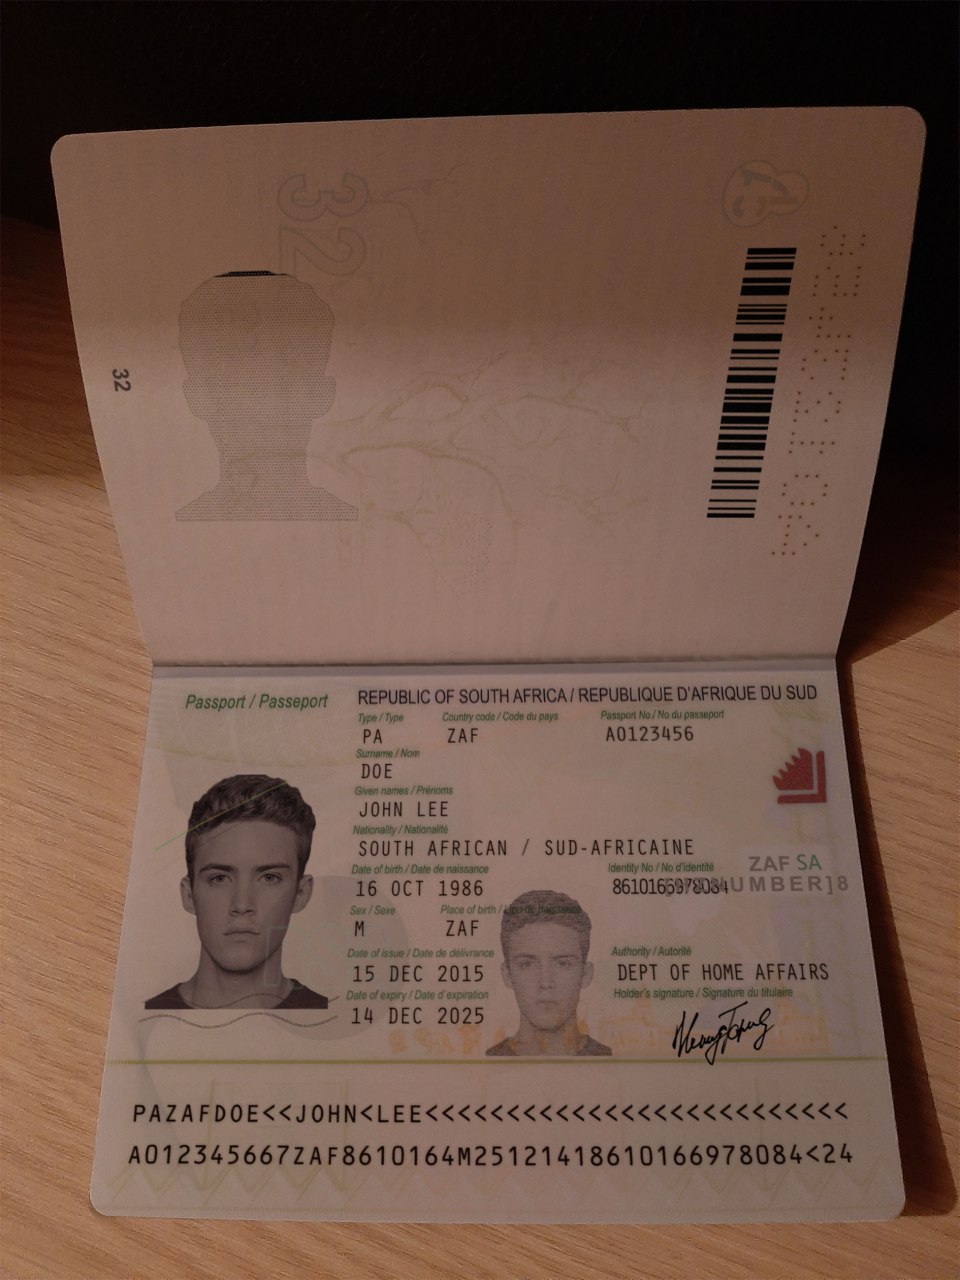 32
32
Passport / Passeport
REPUBLIC OF SOUTH AFRICA / REPUBLIQUE D'AFRIQUE DU SUD
Type / Type Country code / Code du pays Passport No / No du passeport
PA ZAF A0123456
Surname / Nom
DOE
Given names / Prénoms
JOHN LEE
Nationality / Nationalité
SOUTH AFRICAN / SUD-AFRICAINE
Date of birth / Date de naissance Identity No / No d'identité
16 OCT 1986 8610166978084
ZAF SA
NUMBER]8
Sex / Sexe Place of birth / Lieu de naissance
M ZAF
Date of issue / Date de délivrance Authority / Autorité
15 DEC 2015 DEPT OF HOME AFFAIRS
Date of expiry / Date d'expiration Holder's signature / Signature du titulaire
14 DEC 2025
PAZAFDOE<<JOHN<LEE<<<<<<<<<<<<<<<<<<<<<<<<<<
A012345667ZAF8610164M25121418610166978084<24